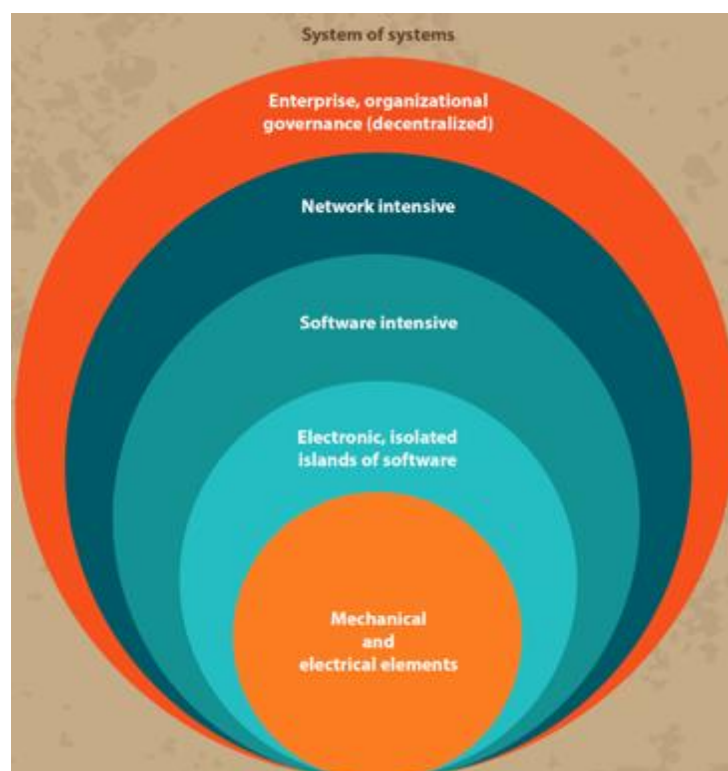 System of systems
Enterprise, organizational
governance (decentralized)
Network intensive
Software intensive
Electronic, isolated
islands of software
Mechanical
and
electrical elements